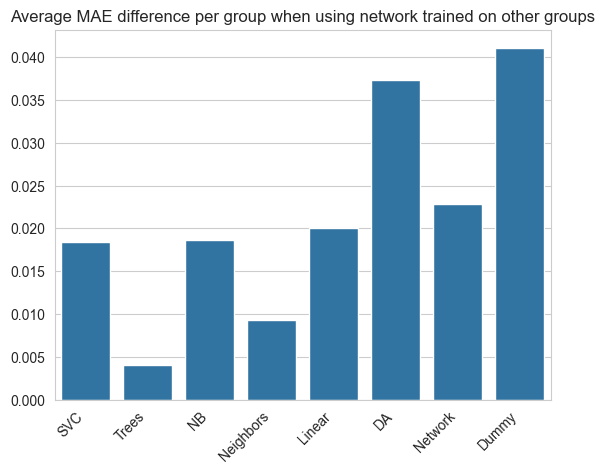 Average MAE difference per group when using network trained on other groups
0.040
0.035
0.030
0.025
0.020
0.015
0.010
0.005
0.000
SVC
Trees
NB
Neighbors
Linear
DA
Network
Dummy